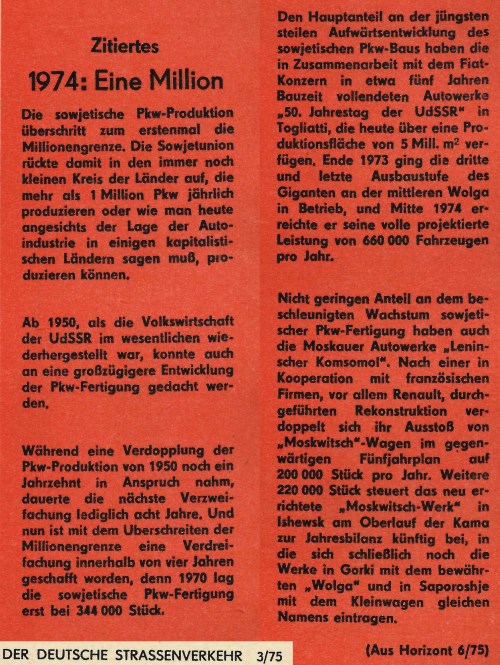 Zitiertes
1974: Eine Million
Die sowjetische Pkw-Produktion
überschritt zum erstenmal die
Millionengrenze. Die Sowjetunion
rückte damit in den immer noch
kleinen Kreis der Länder auf, die
mehr als 1 Million Pkw jährlich
produzieren oder wie man heute
angesichts der Lage der Auto-
industrie in einigen kapitalisti-
schen Ländern sagen muß, pro-
duzieren können.
Ab 1950, als die Volkswirtschaft
der UdSSR im wesentlichen wie-
derhergestellt war, konnte auch
an eine großzügigere Entwicklung
der Pkw-Fertigung gedacht wer-
den.
Während eine Verdopplung der
Pkw-Produktion von 1950 noch ein
Jahrzehnt in Anspruch nahm,
dauerte die nächste Verzwei-
fachung lediglich acht Jahre. Und
nun ist mit dem Uberschreiten der
Millionengrenze eine Verdrei-
fachung innerhalb von vier Jahren
geschafft worden, denn 1970 lag
die sowjetische Pkw-Fertigung
erst bei 344 000 Stück.
DER DEUTSCHE STRASSENVERKEHR 3/75
Den Hauptanteil an der jüngsten
steilen Aufwärtsentwicklung des
sowjetischen Pkw-Baus haben die
in Zusammenarbeit mit dem Fiat-
Konzern in etwa fünf Jahren
Bauzeit vollendeten Autowerke
„50. Jahrestag der UdSSR" in
Togliatti, die heute über eine Pro-
duktionsfläche von 5 Mill. m² ver-
fügen. Ende 1973 ging die dritte
und letzte Ausbaustufe des
Giganten an der mittleren Wolga
in Betrieb, und Mitte 1974 er-
reichte er seine volle projektierte
Leistung von 660 000 Fahrzeugen
pro Jahr.
Nicht geringen Anteil an dem be-
schleunigten Wachstum sowjeti-
scher Pkw-Fertigung haben auch
die Moskauer Autowerke „Lenin-
scher Komsomol". Nach einer in
Kooperation mit französischen
Firmen, vor allem Renault, durch-
geführten Rekonstruktion ver-
doppelt sich ihr Ausstoß von
„Moskwitsch"-Wagen im gegen-
wärtigen Fünfjahrplan auf
200 000 Stück pro Jahr. Weitere
220 000 Stück steuert das neu er-
richtete „Moskwitsch-Werk" in
Ishewsk am Oberlauf der Kama
zur Jahresbilanz künftig bei, in
die sich schließlich noch die
Werke in Gorki mit dem bewähr-
ten „Wolga" und in Saporoshje
mit dem Kleinwagen gleichen
Namens eintragen.
(Aus Horizont 6/75)